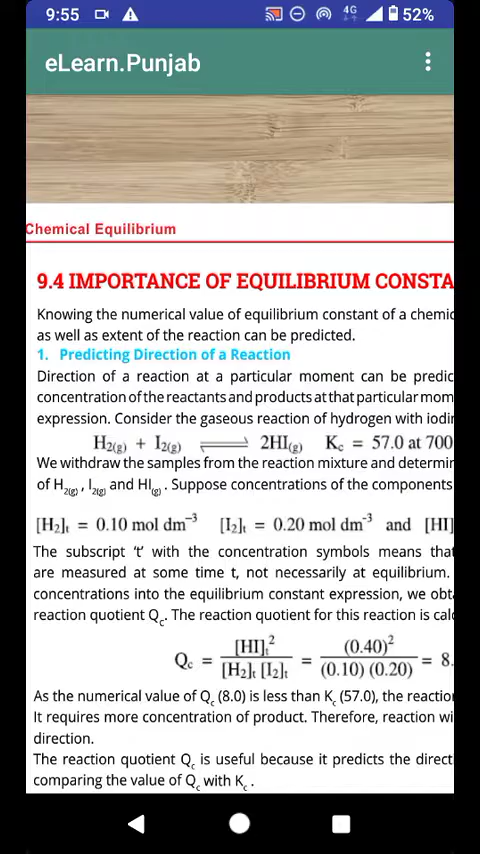 9:55 4G 52%
eLearn.Punjab
Chemical Equilibrium
9.4 IMPORTANCE OF EQUILIBRIUM CONSTA
Knowing the numerical value of equilibrium constant of a chemic
as well as extent of the reaction can be predicted.
1. Predicting Direction of a Reaction
Direction of a reaction at a particular moment can be predic
concentration of the reactants and products at that particular mom
expression. Consider the gaseous reaction of hydrogen with iodin
H₂(g) + I₂(g) ⇌ 2HI(g) Kc = 57.0 at 700
We withdraw the samples from the reaction mixture and determin
of H₂(g), I₂(g) and HI(g). Suppose concentrations of the components
[H₂]t = 0.10 mol dm⁻³ [I₂]t = 0.20 mol dm⁻³ and [HI]
The subscript ‘t’ with the concentration symbols means that
are measured at some time t, not necessarily at equilibrium.
concentrations into the equilibrium constant expression, we obt
reaction quotient Qc. The reaction quotient for this reaction is calc
Qc = [HI]t² / [H₂]t [I₂]t = (0.40)² / (0.10) (0.20) = 8.
As the numerical value of Qc (8.0) is less than Kc (57.0), the reactio
It requires more concentration of product. Therefore, reaction wi
direction.
The reaction quotient Qc is useful because it predicts the direct
comparing the value of Qc with Kc.